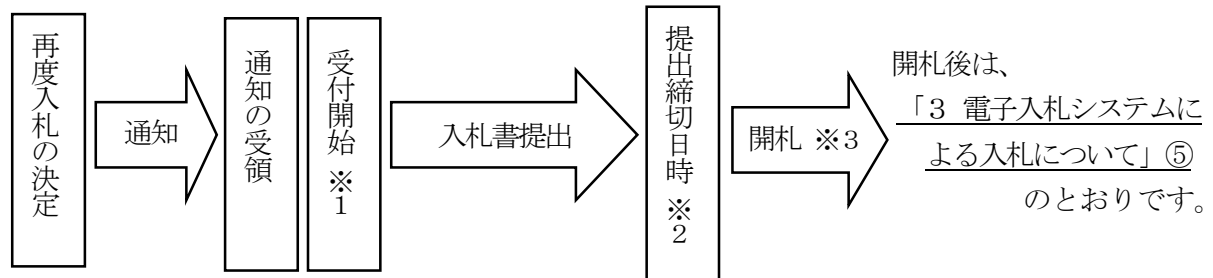 再度入札の決定
通知
通知の受領
受付開始 ※1
入札書提出
提出締切日時 ※2
開札 ※3
開札後は、
「3 電子入札システムに
よる入札について」⑤
のとおりです。